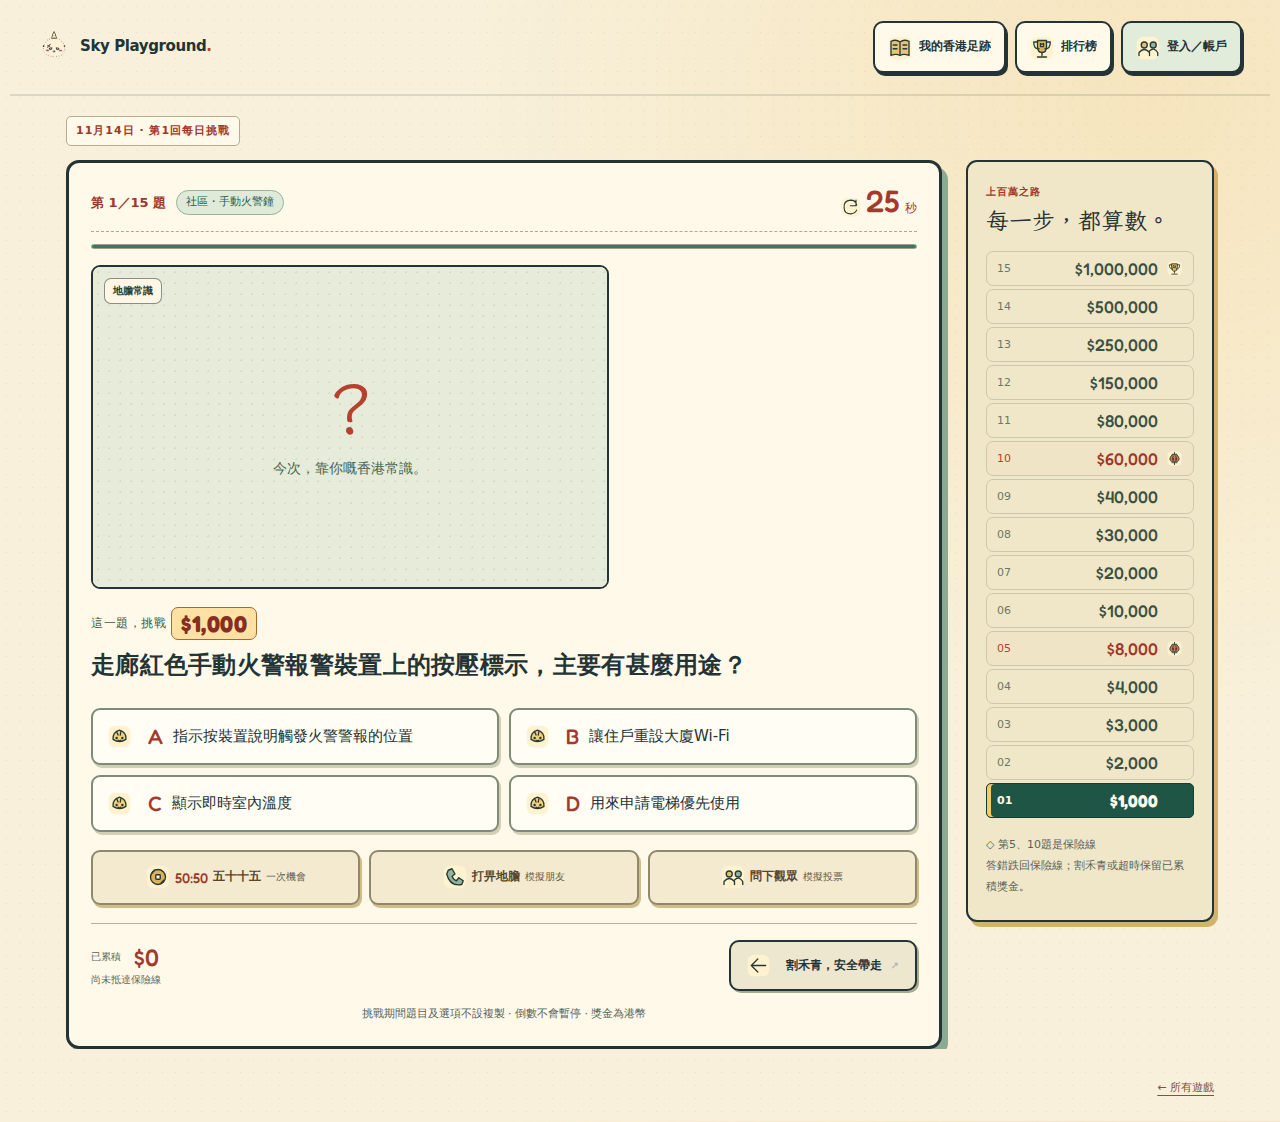 Sky Playground.
我的香港足跡
排行榜
登入／帳戶
11月14日 · 第1回每日挑戰
第 1／15 題
社區・手動火警鐘
25 秒
地膽常識
?
今次，靠你嘅香港常識。
這一題，挑戰 $1,000
走廊紅色手動火警報警裝置上的按壓標示，主要有甚麼用途？
A 指示按裝置說明觸發火警警報的位置
B 讓住戶重設大廈Wi-Fi
C 顯示即時室內溫度
D 用來申請電梯優先使用
50:50 五十十五 一次機會
打畀地膽 模擬朋友
問下觀眾 模擬投票
已累積 $0
尚未抵達保險線
割禾青，安全帶走 ↗
挑戰期間題目及選項不設複製 · 倒數不會暫停 · 獎金為港幣
上百萬之路
每一步，都算數。
15 $1,000,000
14 $500,000
13 $250,000
12 $150,000
11 $80,000
10 $60,000
09 $40,000
08 $30,000
07 $20,000
06 $10,000
05 $8,000
04 $4,000
03 $3,000
02 $2,000
01 $1,000
◇ 第5、10題是保險線
答錯跌回保險線；割禾青或超時保留已累
積獎金。
← 所有遊戲